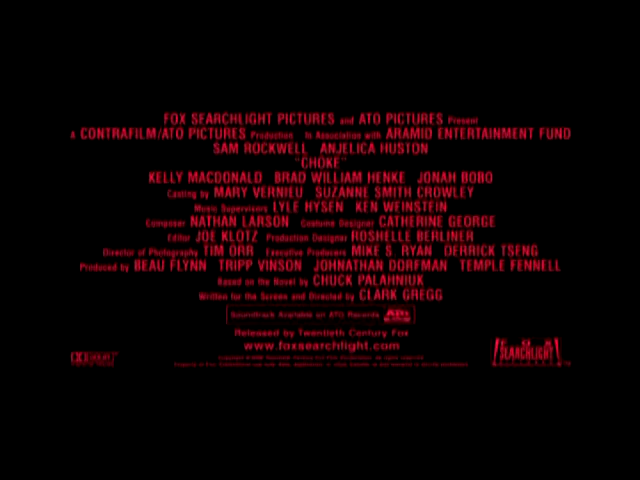 FOX SEARCHLIGHT PICTURES and ATO PICTURES Present
A CONTRAFILM/ATO PICTURES Production In Association with ARAMID ENTERTAINMENT FUND
SAM ROCKWELL ANJELICA HUSTON
"CHOKE"
KELLY MACDONALD BRAD WILLIAM HENKE JONAH BOBO
Casting by MARY VERNIEU SUZANNE SMITH CROWLEY
Music Supervisors LYLE HYSEN KEN WEINSTEIN
Composer NATHAN LARSON Costume Designer CATHERINE GEORGE
Editor JOE KLOTZ Production Designer ROSHELLE BERLINER
Director of Photography TIM ORR Executive Producers MIKE S. RYAN DERRICK TSENG
Produced by BEAU FLYNN TRIPP VINSON JOHNATHAN DORFMAN TEMPLE FENNELL
Based on the Novel by CHUCK PALAHNIUK
Written for the Screen and Directed by CLARK GREGG
Soundtrack Available on ATO Records ATO
Released by Twentieth Century Fox
www.foxsearchlight.com
FOX
SEARCHLIGHT